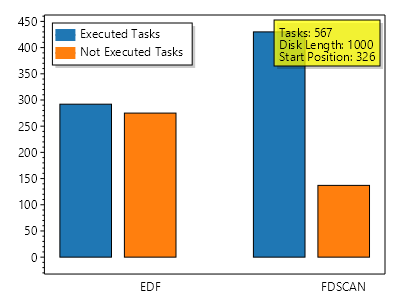 450
400
350
300
250
200
150
100
50
0
Executed Tasks
Not Executed Tasks
Tasks: 567
Disk Length: 1000
Start Position: 326
EDF
FDSCAN